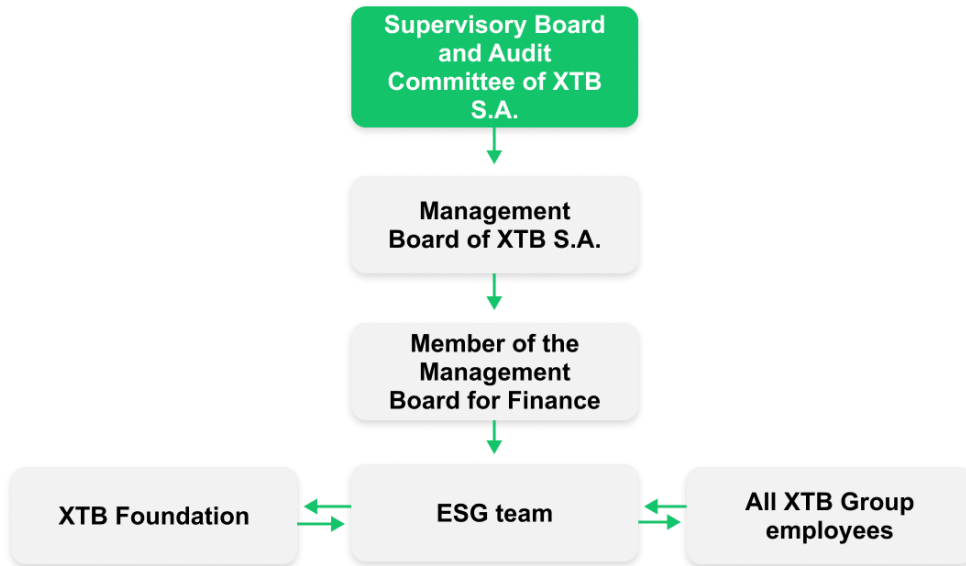 Supervisory Board
and Audit
Committee of XTB
S.A.
Management
Board of XTB S.A.
Member of the
Management
Board for Finance
XTB Foundation
ESG team
All XTB Group
employees